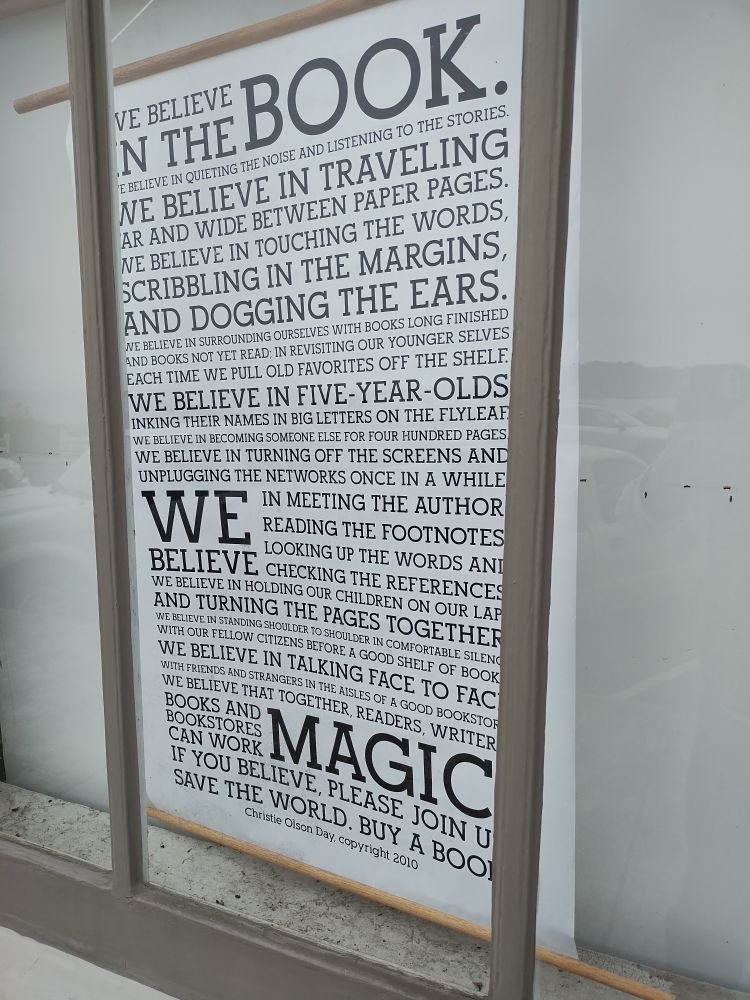 WE BELIEVE
IN THE BOOK.
WE BELIEVE IN QUIETING THE NOISE AND LISTENING TO THE STORIES.
WE BELIEVE IN TRAVELING
AR AND WIDE BETWEEN PAPER PAGES.
WE BELIEVE IN TOUCHING THE WORDS,
SCRIBBLING IN THE MARGINS,
AND DOGGING THE EARS.
WE BELIEVE IN SURROUNDING OURSELVES WITH BOOKS LONG FINISHED
AND BOOKS NOT YET READ; IN REVISITING OUR YOUNGER SELVES
EACH TIME WE PULL OLD FAVORITES OFF THE SHELF.
WE BELIEVE IN FIVE-YEAR-OLDS
INKING THEIR NAMES IN BIG LETTERS ON THE FLYLEAF.
WE BELIEVE IN BECOMING SOMEONE ELSE FOR FOUR HUNDRED PAGES.
WE BELIEVE IN TURNING OFF THE SCREENS AND
UNPLUGGING THE NETWORKS ONCE IN A WHILE
WE BELIEVE
IN MEETING THE AUTHOR
READING THE FOOTNOTES
LOOKING UP THE WORDS AND
CHECKING THE REFERENCES
WE BELIEVE IN HOLDING OUR CHILDREN ON OUR LAP
AND TURNING THE PAGES TOGETHER
WE BELIEVE IN STANDING SHOULDER TO SHOULDER IN COMFORTABLE SILENC
WITH OUR FELLOW CITIZENS BEFORE A GOOD SHELF OF BOOK
WE BELIEVE IN TALKING FACE TO FAC
WITH FRIENDS AND STRANGERS IN THE AISLES OF A GOOD BOOKSTOR
WE BELIEVE THAT TOGETHER, READERS, WRITER
BOOKS AND
BOOKSTORES
CAN WORK
MAGIC
IF YOU BELIEVE, PLEASE JOIN U
SAVE THE WORLD. BUY A BOO
Christie Olson Day, copyright 2010